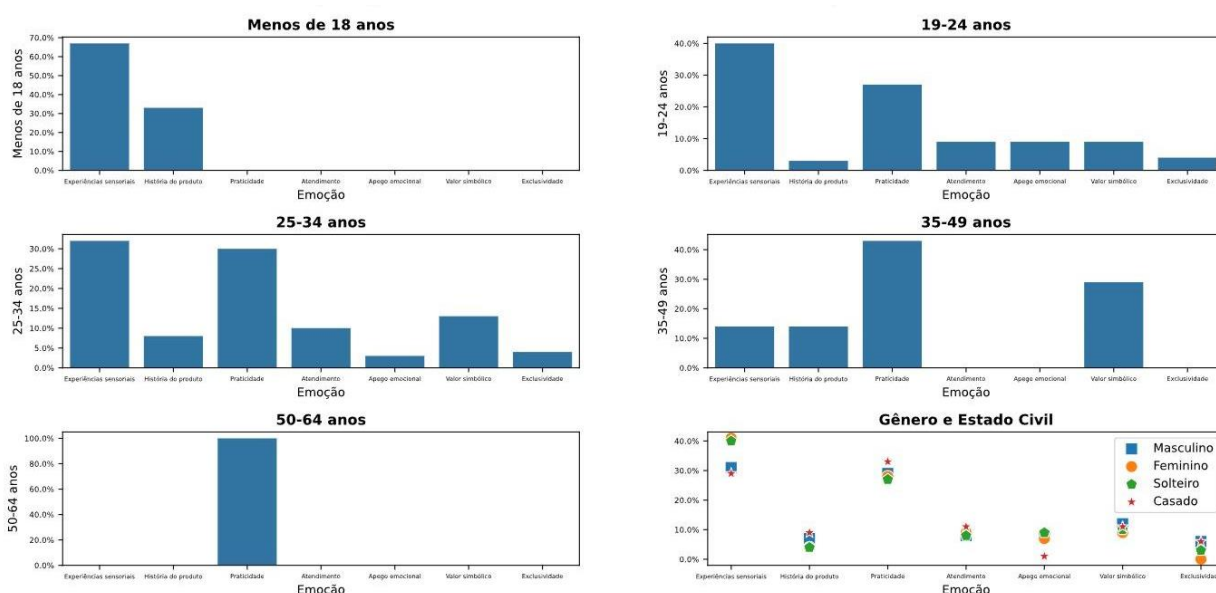 Menos de 18 anos
Menos de 18 anos
70.0%
60.0%
50.0%
40.0%
30.0%
20.0%
10.0%
0.0%
Experiências sensoriais História do produto Praticidade Atendimento Apego emocional Valor simbólico Exclusividade
Emoção
19-24 anos
19-24 anos
40.0%
30.0%
20.0%
10.0%
0.0%
Experiências sensoriais História do produto Praticidade Atendimento Apego emocional Valor simbólico Exclusividade
Emoção
25-34 anos
25-34 anos
30.0%
25.0%
20.0%
15.0%
10.0%
5.0%
0.0%
Experiências sensoriais História do produto Praticidade Atendimento Apego emocional Valor simbólico Exclusividade
Emoção
35-49 anos
35-49 anos
40.0%
30.0%
20.0%
10.0%
0.0%
Experiências sensoriais História do produto Praticidade Atendimento Apego emocional Valor simbólico Exclusividade
Emoção
50-64 anos
50-64 anos
100.0%
80.0%
60.0%
40.0%
20.0%
0.0%
Experiências sensoriais História do produto Praticidade Atendimento Apego emocional Valor simbólico Exclusividade
Emoção
Gênero e Estado Civil
40.0%
30.0%
20.0%
10.0%
0.0%
Masculino
Feminino
Solteiro
Casado
Experiências sensoriais História do produto Praticidade Atendimento Apego emocional Valor simbólico Exclusividad
Emoção